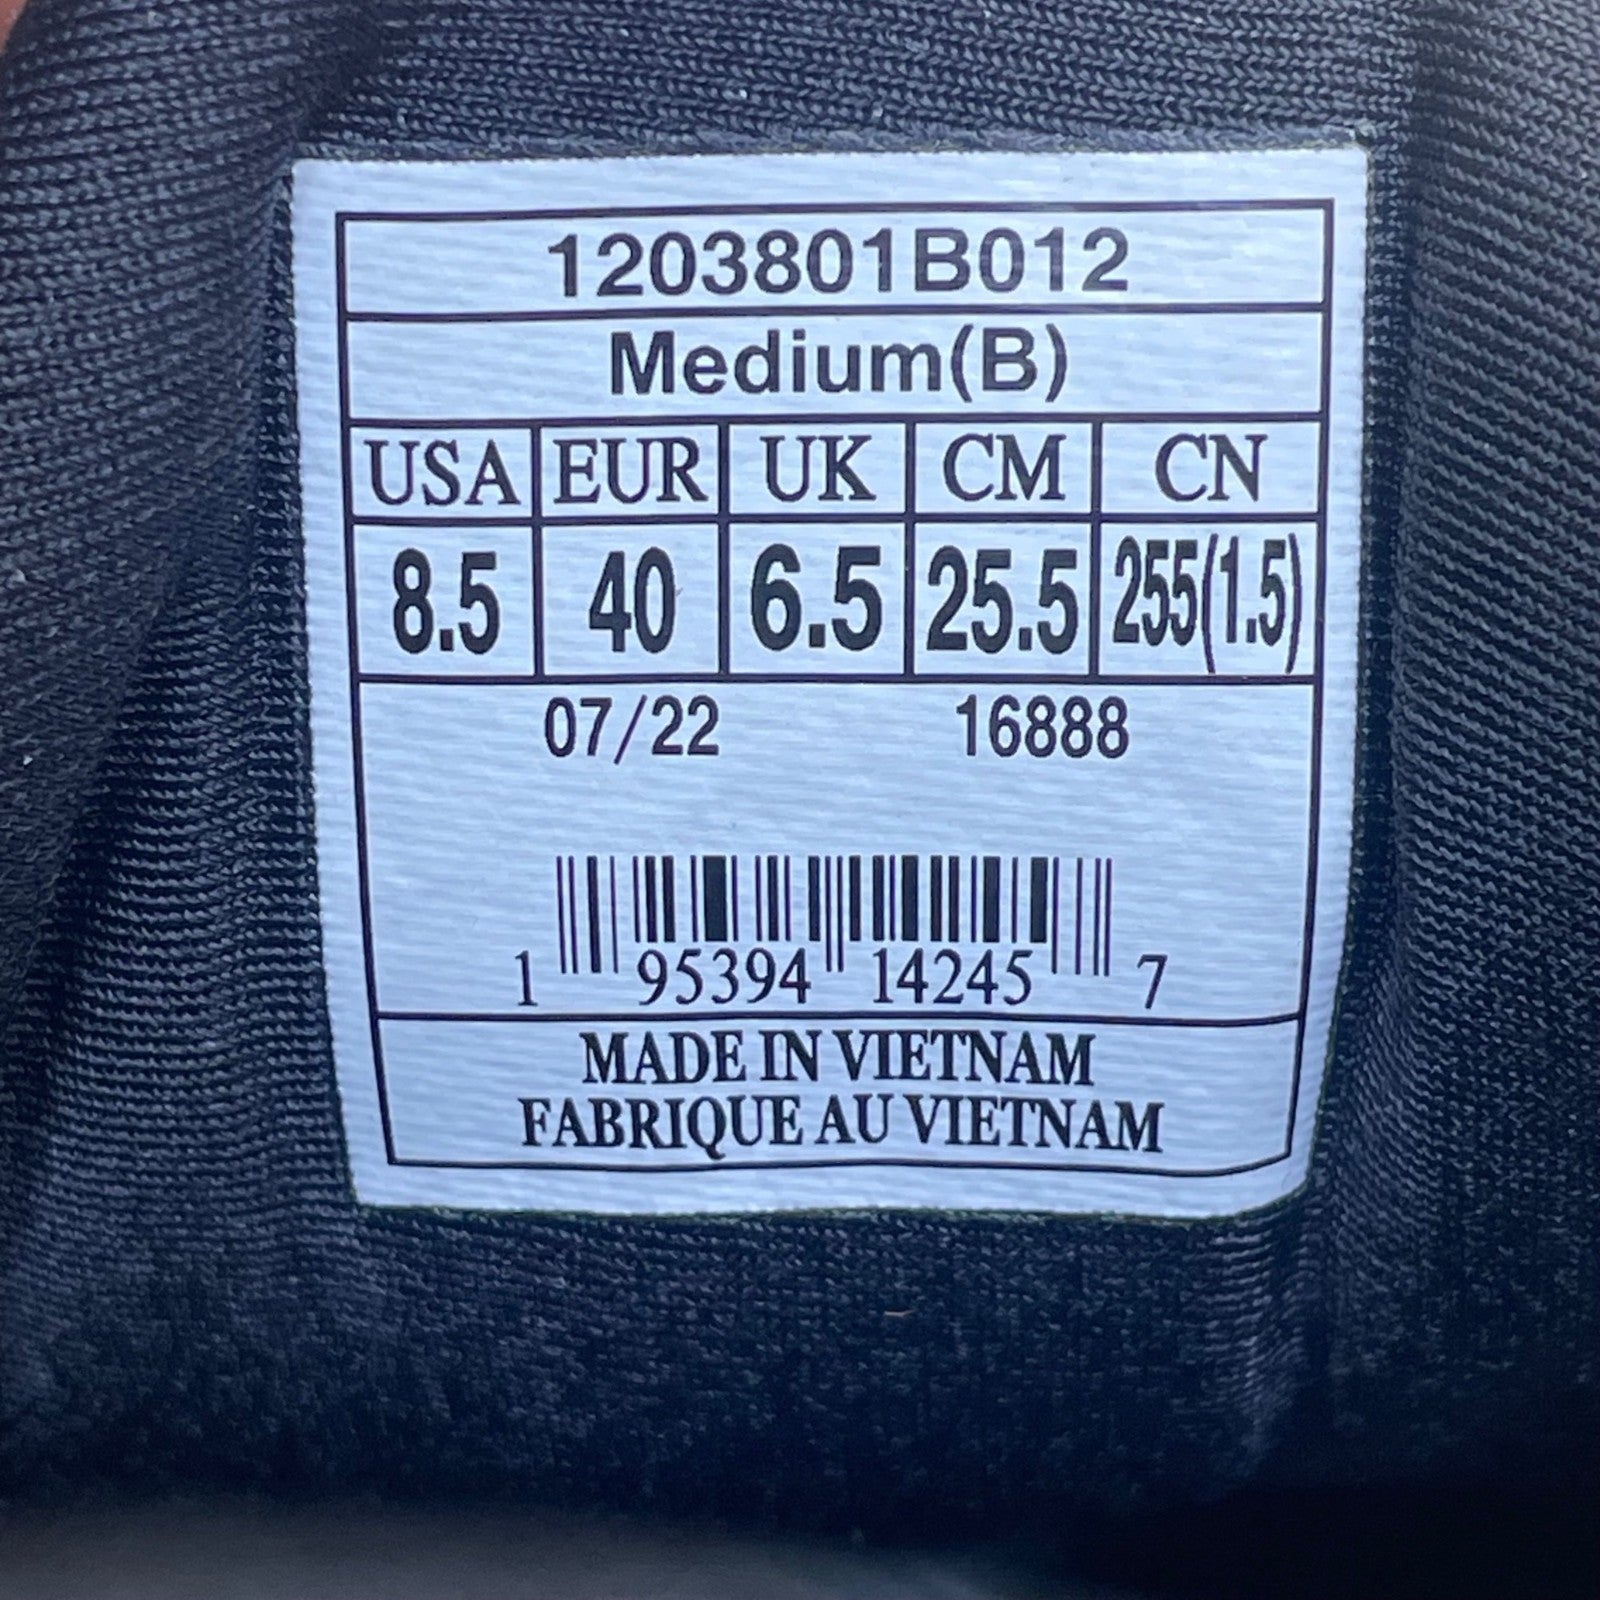 1203801B012
Medium(B)
USA EUR UK CM CN
8.5 40 6.5 25.5 255(1.5)
07/22 16888
1 95394 14245 7
MADE IN VIETNAM
FABRIQUE AU VIETNAM